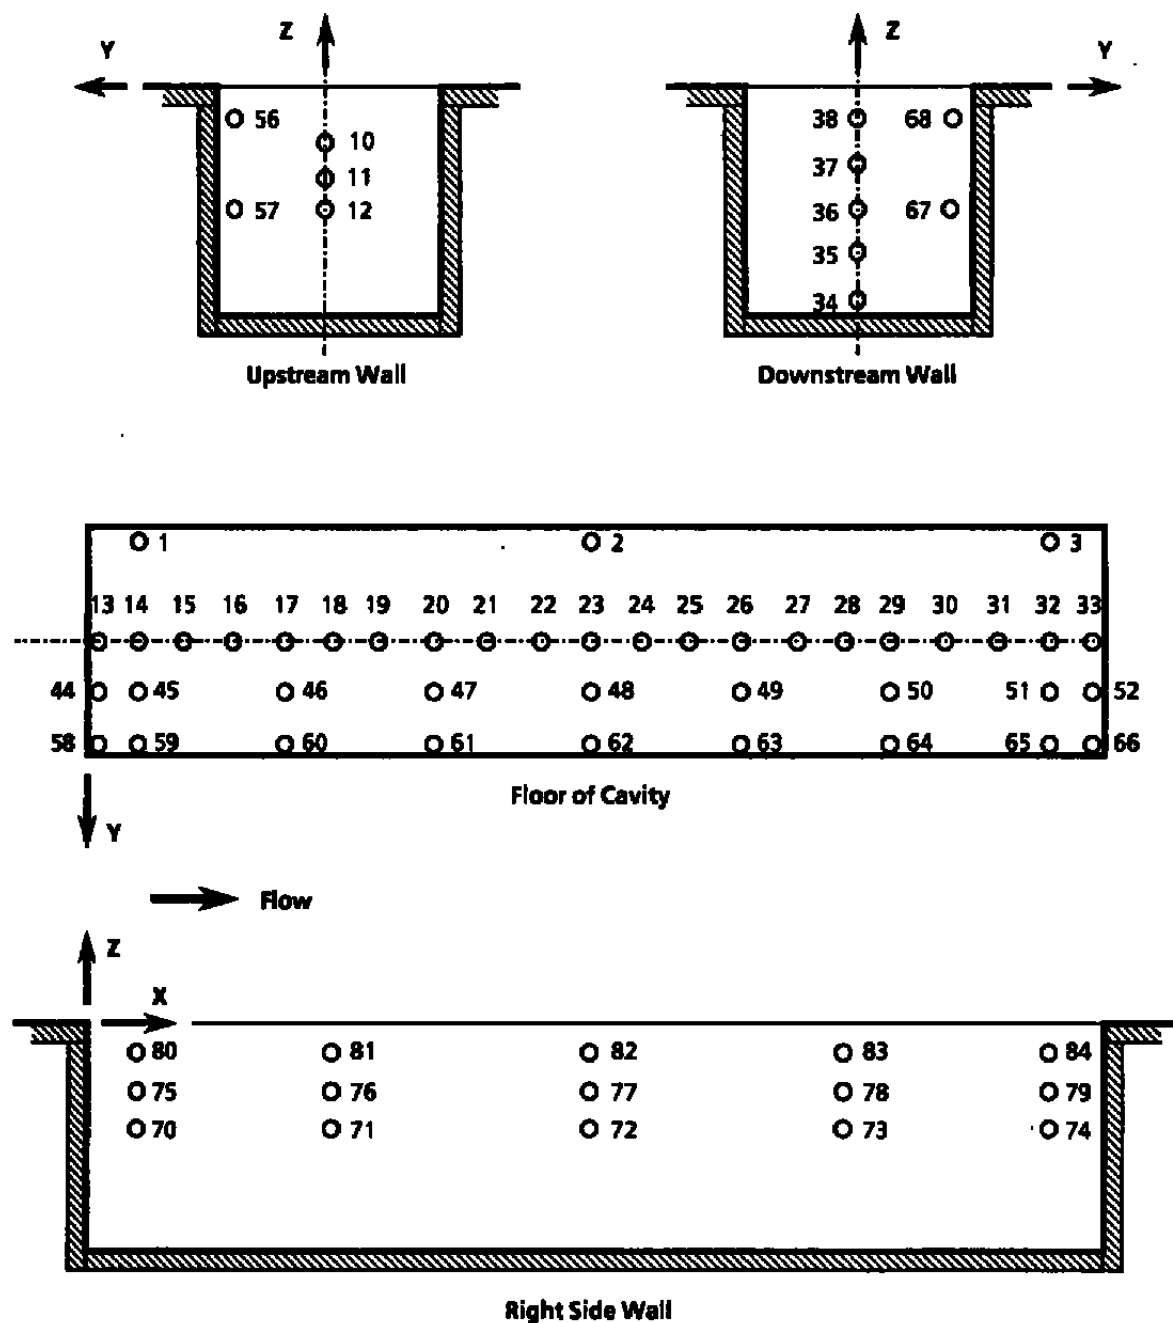 Z Z
Y Y
56 38 68
10
11 37
57 12 36 67
35
34
Upstream Wall Downstream Wall
1 2 3
13 14 15 16 17 18 19 20 21 22 23 24 25 26 27 28 29 30 31 32 33
44 45 46 47 48 49 50 51 52
58 59 60 61 62 63 64 65 66
Floor of Cavity
Y
Flow
Z
X
80 81 82 83 84
75 76 77 78 79
70 71 72 73 74
Right Side Wall